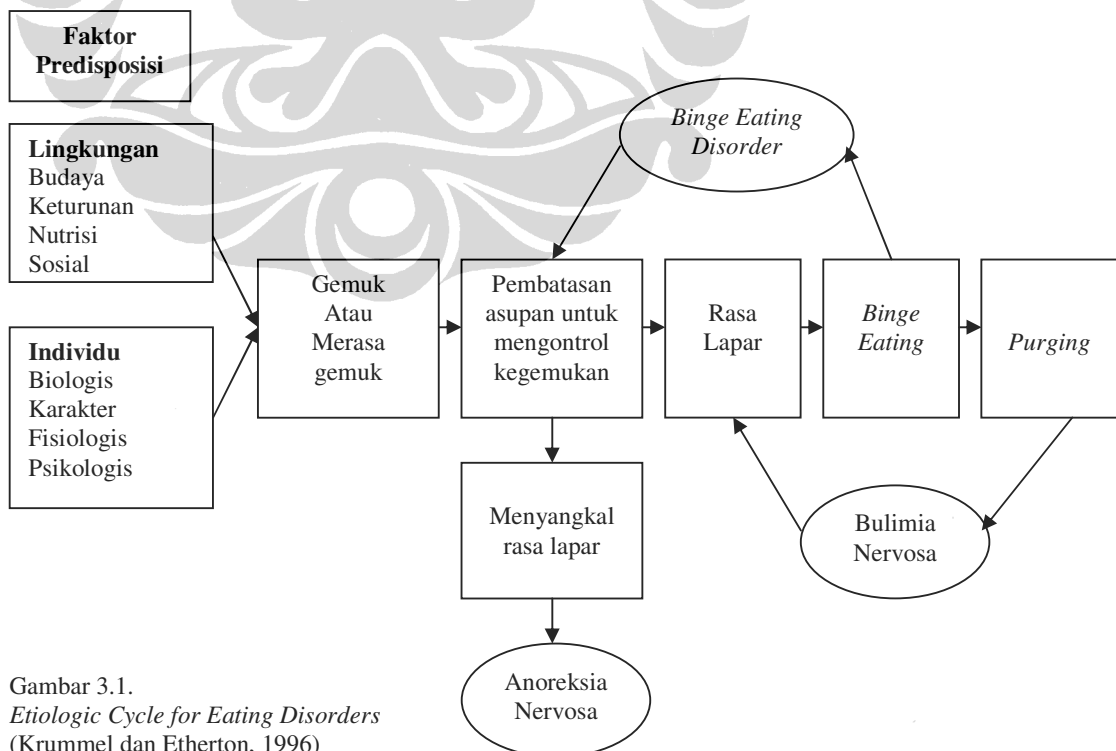 Faktor
Predisposisi
Lingkungan
Budaya
Keturunan
Nutrisi
Sosial
Individu
Biologis
Karakter
Fisiologis
Psikologis
Gemuk
Atau
Merasa
gemuk
Pembatasan
asupan untuk
mengontrol
kegemukan
Rasa
Lapar
Binge
Eating
Purging
Binge Eating
Disorder
Bulimia
Nervosa
Menyangkal
rasa lapar
Anoreksia
Nervosa
Gambar 3.1.
Etiologic Cycle for Eating Disorders
(Krummel dan Etherton, 1996)